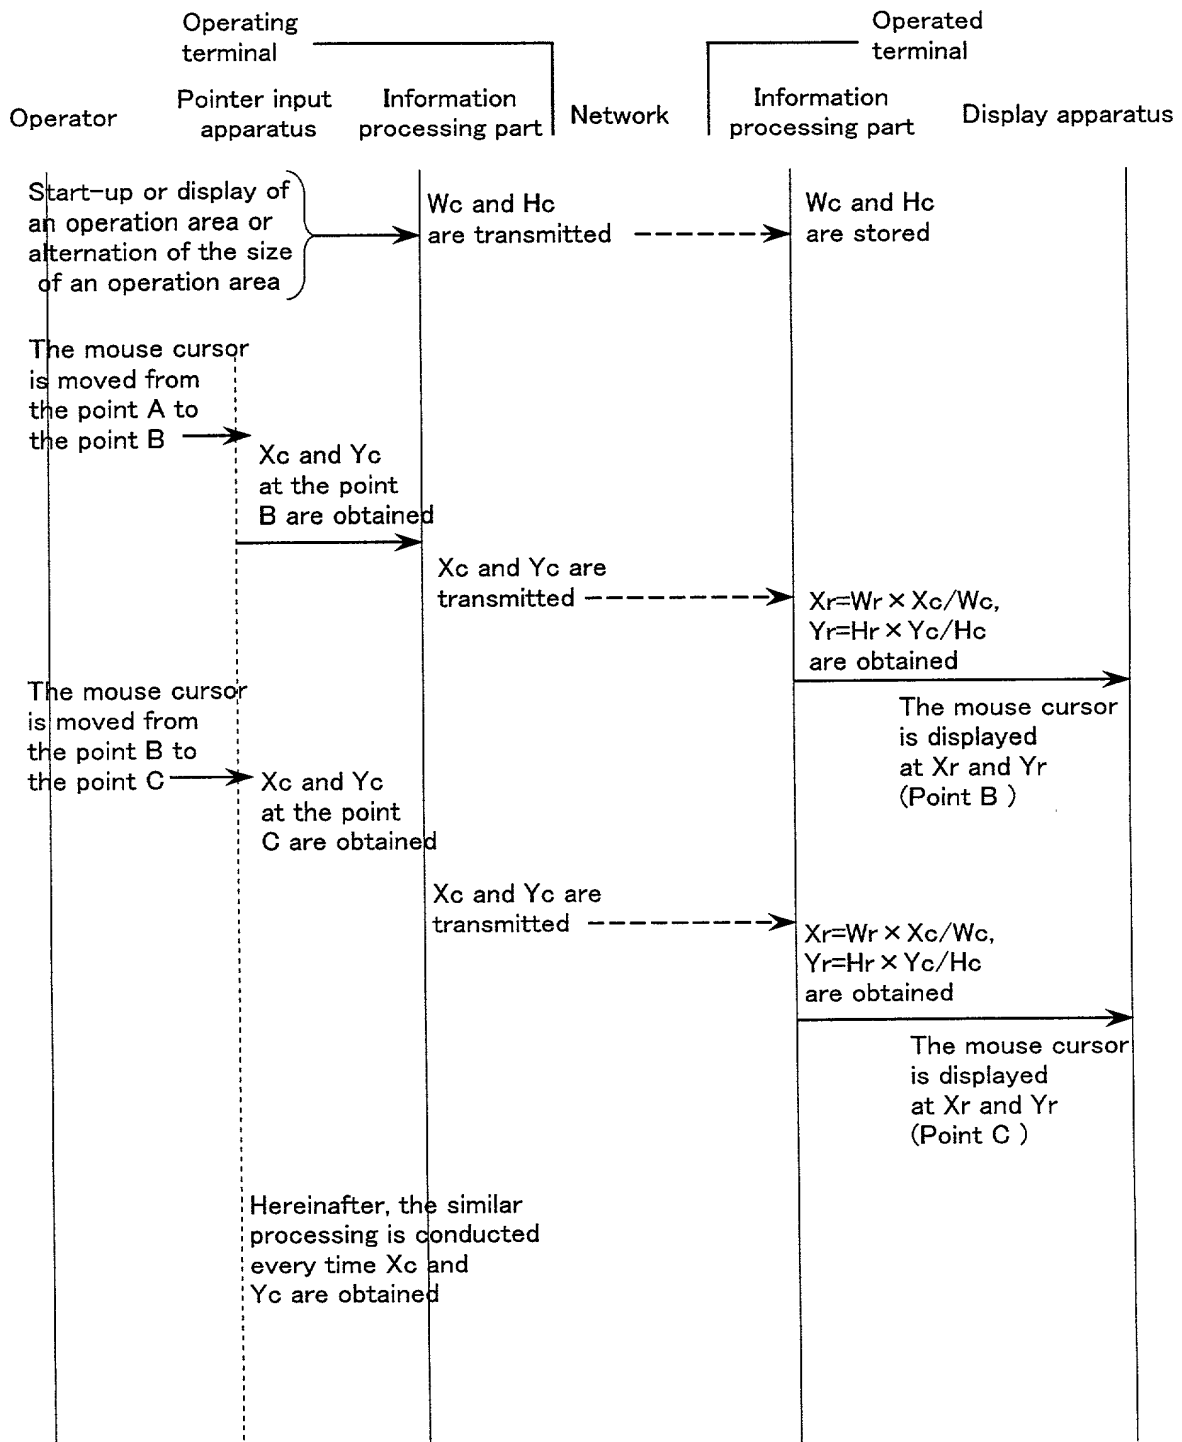 Operating
terminal
Operated
terminal
Operator
Pointer input
apparatus
Information
processing part
Network
Information
processing part
Display apparatus
Start-up or display of
an operation area or
alternation of the size
of an operation area
Wc and Hc
are transmitted
Wc and Hc
are stored
The mouse cursor
is moved from
the point A to
the point B
Xc and Yc
at the point
B are obtained
Xc and Yc are
transmitted
Xr=Wr×Xc/Wc,
Yr=Hr×Yc/Hc
are obtained
The mouse cursor
is displayed
at Xr and Yr
(Point B )
The mouse cursor
is moved from
the point B to
the point C
Xc and Yc
at the point
C are obtained
Xc and Yc are
transmitted
Xr=Wr×Xc/Wc,
Yr=Hr×Yc/Hc
are obtained
The mouse cursor
is displayed
at Xr and Yr
(Point C )
Hereinafter, the similar
processing is conducted
every time Xc and
Yc are obtained